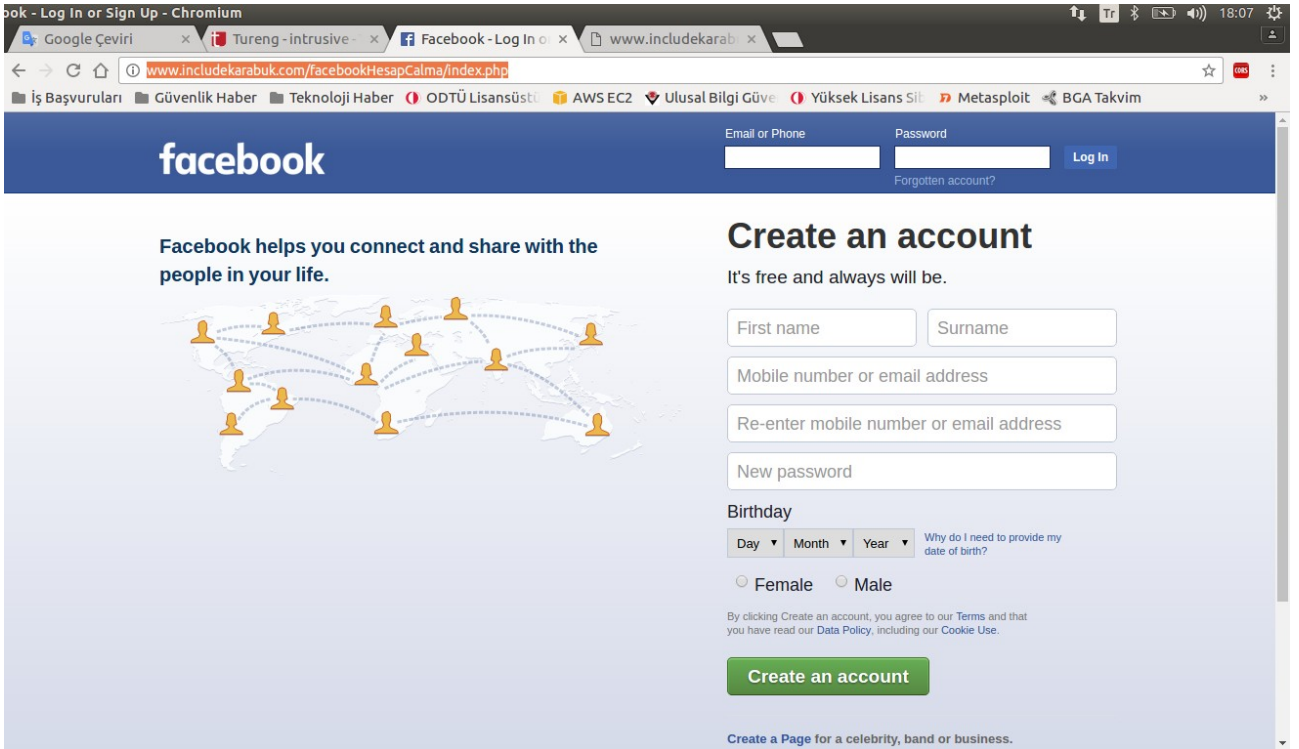 ook - Log In or Sign Up - Chromium
Tr
18:07
Google Çeviri
Tureng - intrusive -
Facebook - Log In o
www.includekarab
www.includekarabuk.com/facebookHesapCalma/index.php
CORS
İş Başvuruları
Güvenlik Haber
Teknoloji Haber
ODTÜ Lisansüst
AWS EC2
Ulusal Bilgi Güve
Yüksek Lisans Sit
Metasploit
BGA Takvim
»
facebook
Email or Phone
Password
Log In
Forgotten account?
Facebook helps you connect and share with the
people in your life.
Create an account
It's free and always will be.
First name
Surname
Mobile number or email address
Re-enter mobile number or email address
New password
Birthday
Day
Month
Year
Why do I need to provide my
date of birth?
Female
Male
By clicking Create an account, you agree to our Terms and that
you have read our Data Policy, including our Cookie Use.
Create an account
Create a Page for a celebrity, band or business.